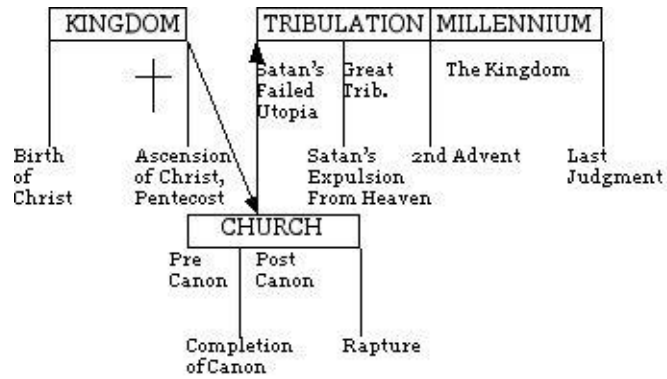 KINGDOM
TRIBULATION
MILLENNIUM
Satan's
Failed
Utopia
Great
Trib.
The Kingdom
Birth
of
Christ
Ascension
of Christ,
Pentecost
Satan's
Expulsion
From Heaven
2nd Advent
Last
Judgment
CHURCH
Pre
Canon
Post
Canon
Completion
of Canon
Rapture